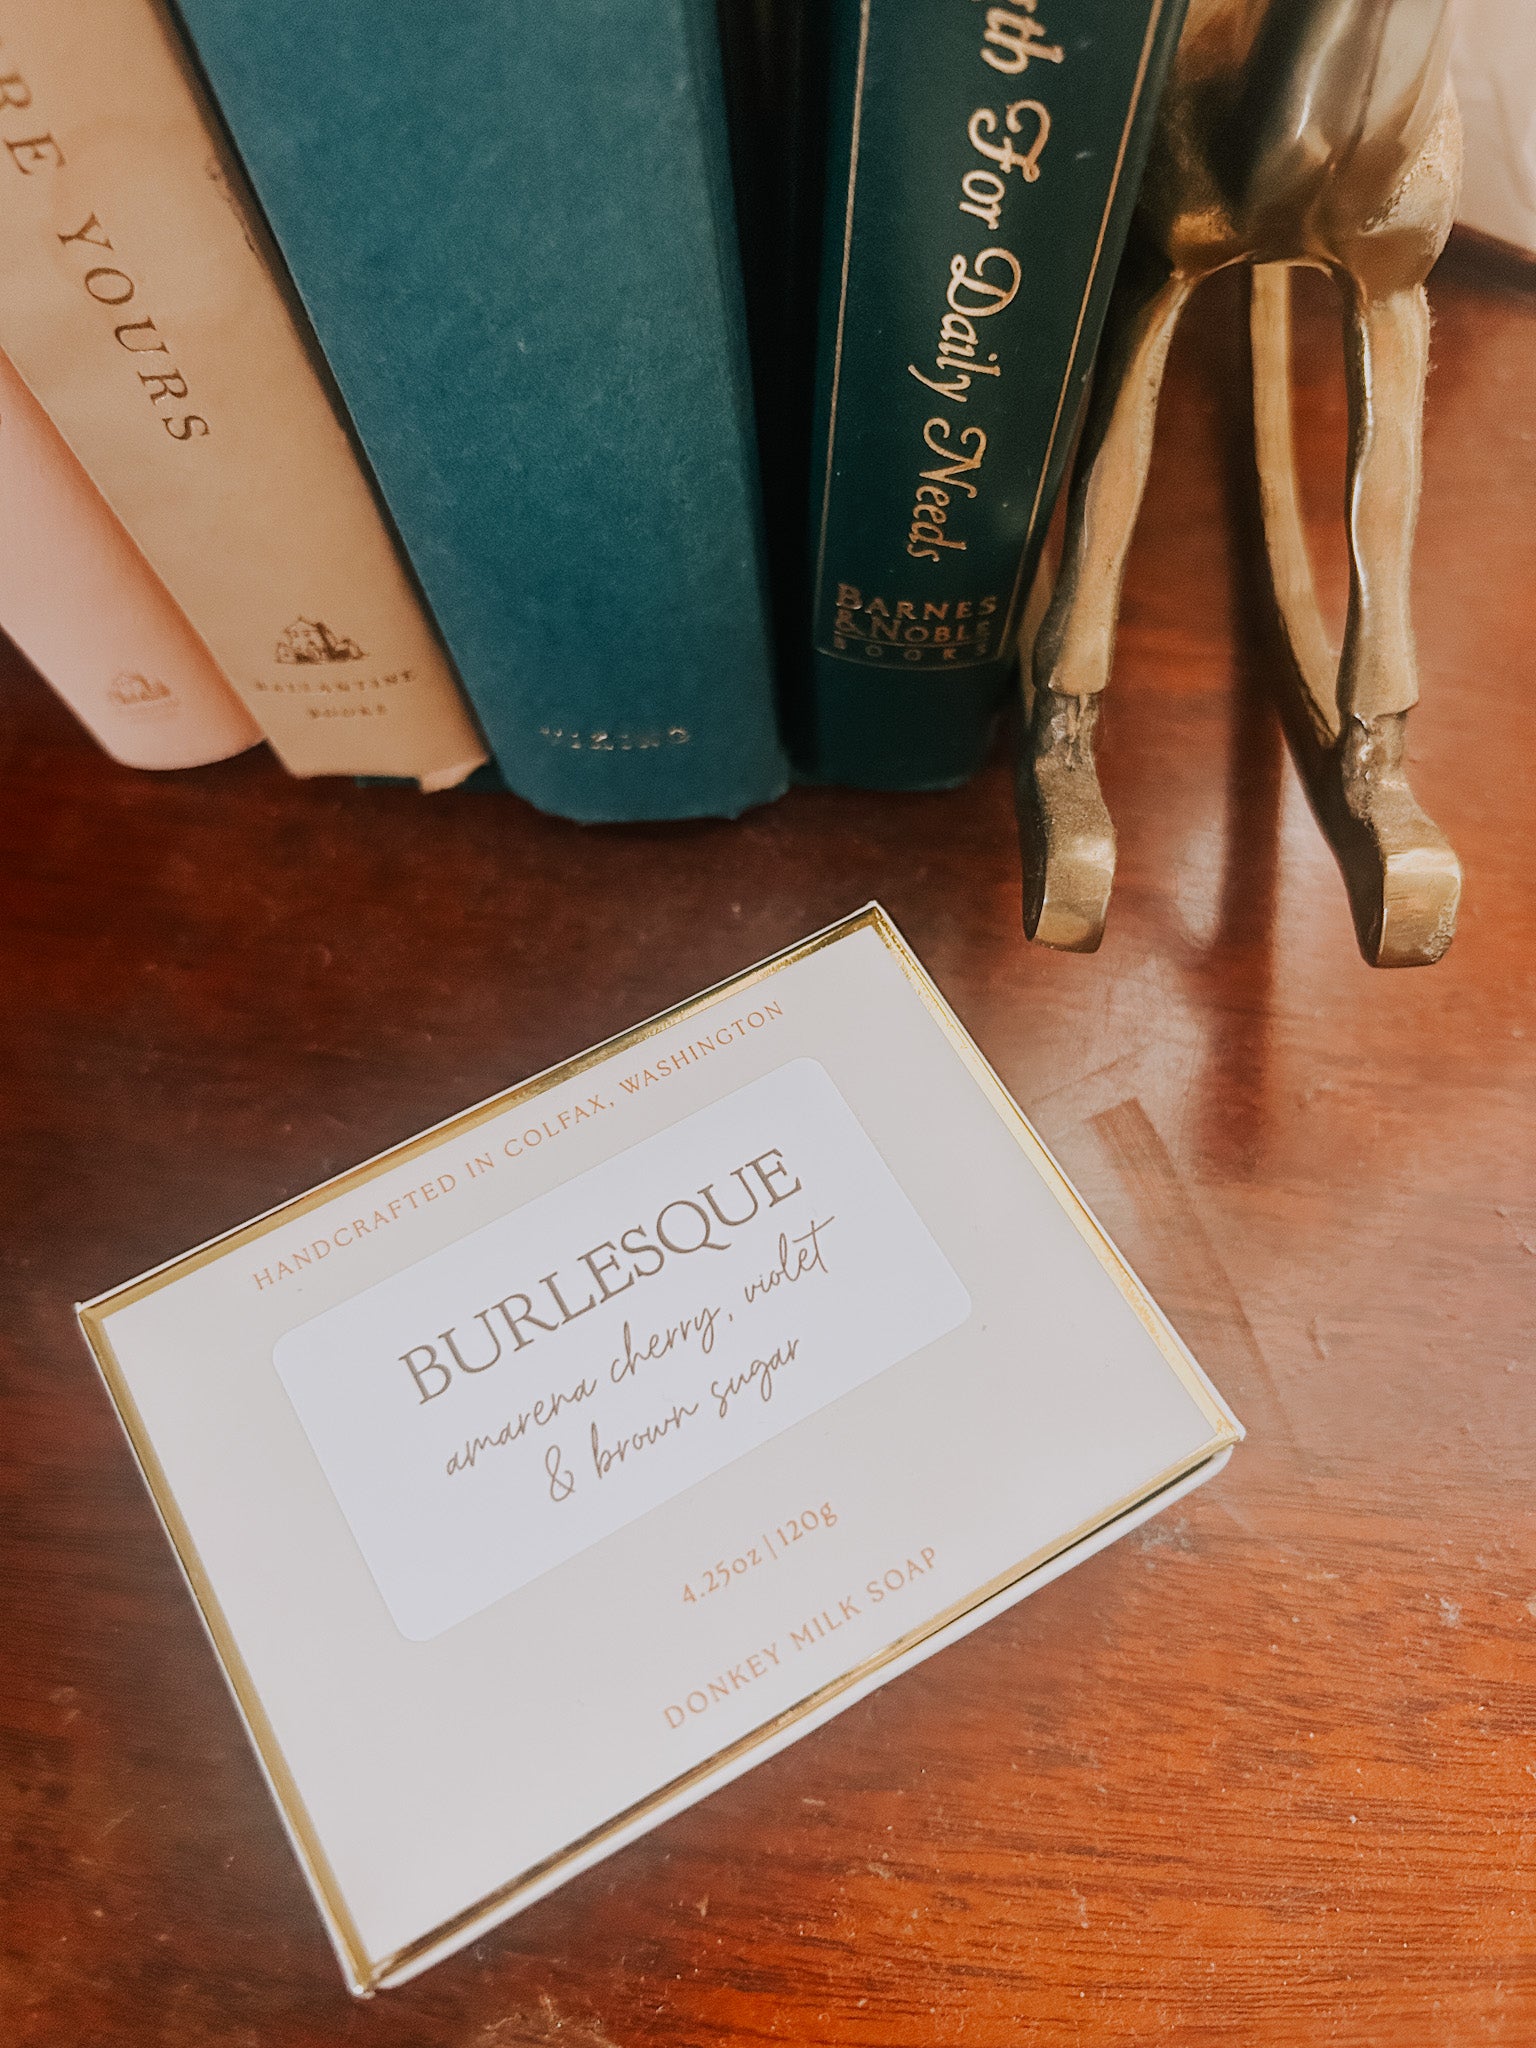 RE YOURS
BALLANTINE
BOOKS
VIKING
rth For Daily Needs
BARNES
& NOBLE
BOOKS
HANDCRAFTED IN COLFAX, WASHINGTON
BURLESQUE
amarena cherry, violet
& brown sugar
4.25oz | 120g
DONKEY MILK SOAP